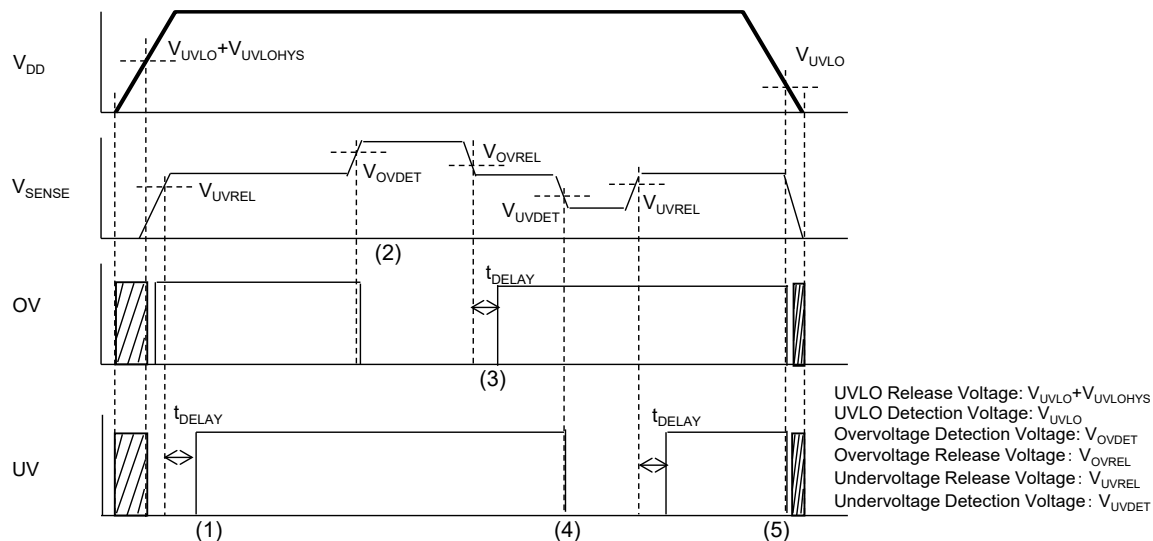 V_DD
V_UVLO+V_UVLOHYS
V_UVLO
V_SENSE
V_UVREL
V_OVDET
V_OVREL
V_UVDET
V_UVREL
(2)
OV
t_DELAY
(3)
UV
t_DELAY
t_DELAY
(1)
(4)
(5)
UVLO Release Voltage: V_UVLO+V_UVLOHYS
UVLO Detection Voltage: V_UVLO
Overvoltage Detection Voltage: V_OVDET
Overvoltage Release Voltage: V_OVREL
Undervoltage Release Voltage: V_UVREL
Undervoltage Detection Voltage: V_UVDET